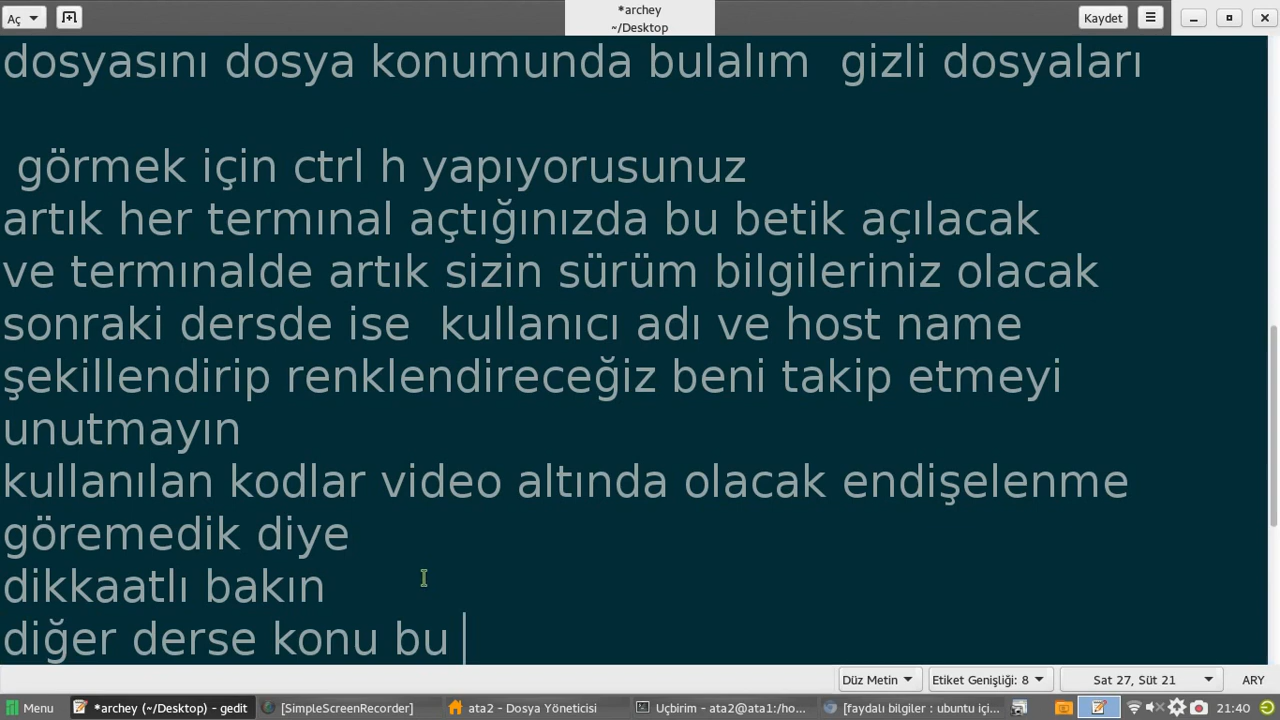 Aç
*archey
~/Desktop
Kaydet
dosyasını dosya konumunda bulalım  gizli dosyaları
görmek için ctrl h yapıyorusunuz
artık her termınal açtığınızda bu betik açılacak
ve termınalde artık sizin sürüm bilgileriniz olacak
sonraki dersde ise  kullanıcı adı ve host name
şekillendirip renklendireceğiz beni takip etmeyi
unutmayın
kullanılan kodlar video altında olacak endişelenme
göremedik diye
dikkaatlı bakın
diğer derse konu bu
Düz Metin
Etiket Genişliği: 8
Sat 27, Süt 21
ARY
Menu
*archey (~/Desktop) - gedit
[SimpleScreenRecorder]
ata2 - Dosya Yöneticisi
Uçbirim - ata2@ata1:/ho...
[faydalı bilgiler : ubuntu içi...
21:40